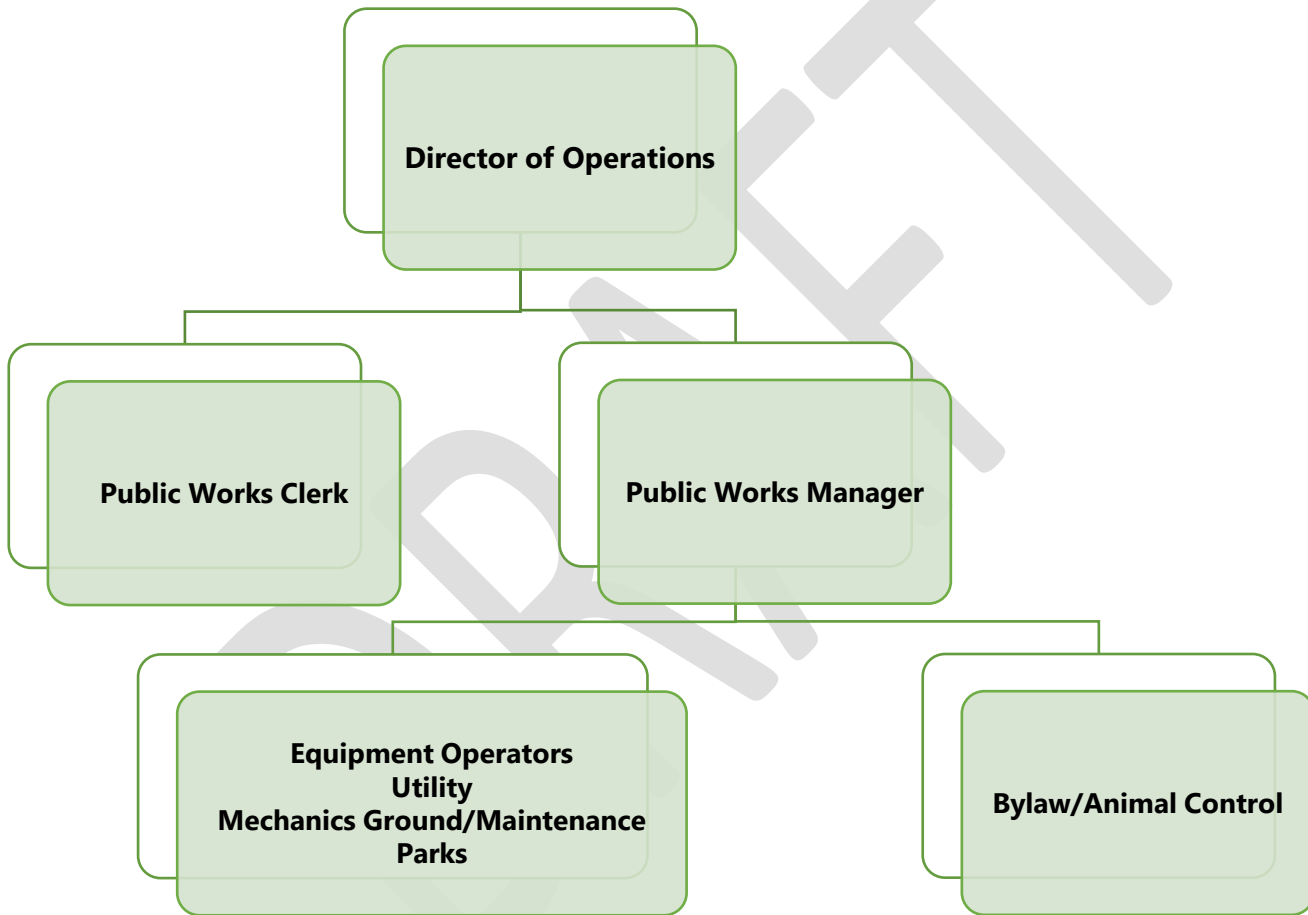 Director of Operations
Public Works Clerk
Public Works Manager
Equipment Operators
Utility
Mechanics Ground/Maintenance
Parks
Bylaw/Animal Control
DRAFT